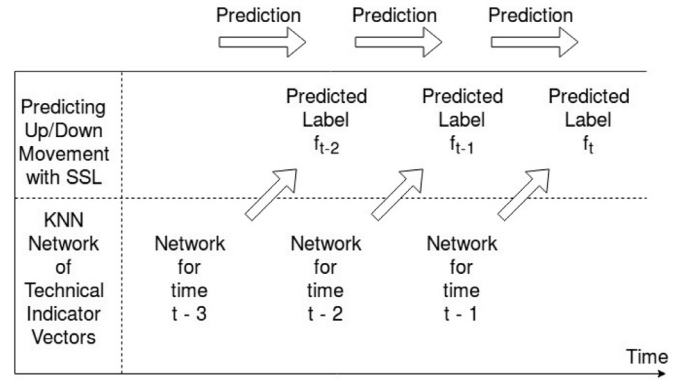 Prediction Prediction Prediction
Predicting
Up/Down
Movement
with SSL
Predicted
Label
ft-2
Predicted
Label
ft-1
Predicted
Label
ft
KNN
Network
of
Technical
Indicator
Vectors
Network
for
time
t - 3
Network
for
time
t - 2
Network
for
time
t - 1
Time